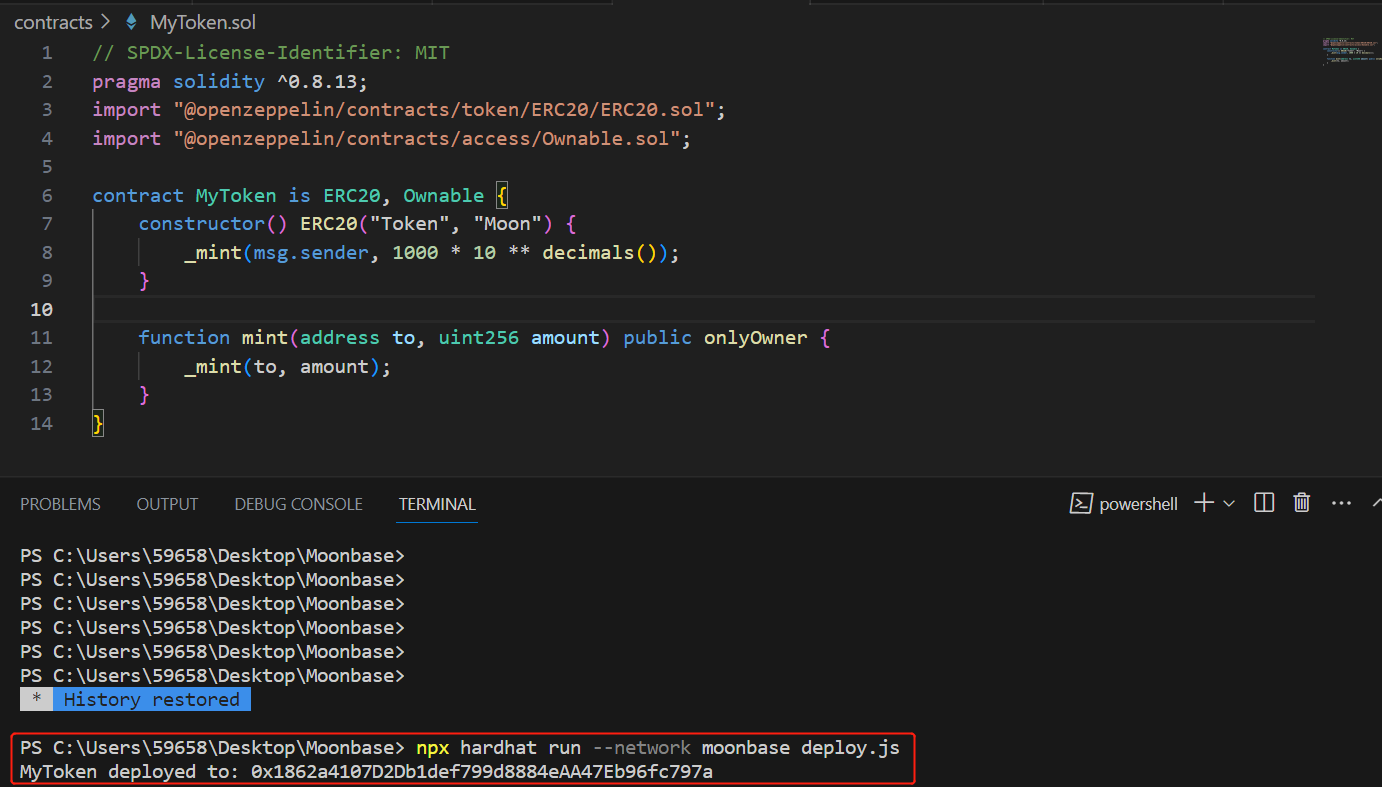 contracts > MyToken.sol
1 // SPDX-License-Identifier: MIT
2 pragma solidity ^0.8.13;
3 import "@openzeppelin/contracts/token/ERC20/ERC20.sol";
4 import "@openzeppelin/contracts/access/Ownable.sol";
5
6 contract MyToken is ERC20, Ownable {
7     constructor() ERC20("Token", "Moon") {
8         _mint(msg.sender, 1000 * 10 ** decimals());
9     }
10
11     function mint(address to, uint256 amount) public onlyOwner {
12         _mint(to, amount);
13     }
14 }
PROBLEMS OUTPUT DEBUG CONSOLE TERMINAL powershell
PS C:\Users\59658\Desktop\Moonbase>
PS C:\Users\59658\Desktop\Moonbase>
PS C:\Users\59658\Desktop\Moonbase>
PS C:\Users\59658\Desktop\Moonbase>
PS C:\Users\59658\Desktop\Moonbase>
PS C:\Users\59658\Desktop\Moonbase>
* History restored
PS C:\Users\59658\Desktop\Moonbase> npx hardhat run --network moonbase deploy.js
MyToken deployed to: 0x1862a4107D2Db1def799d8884eAA47Eb96fc797a